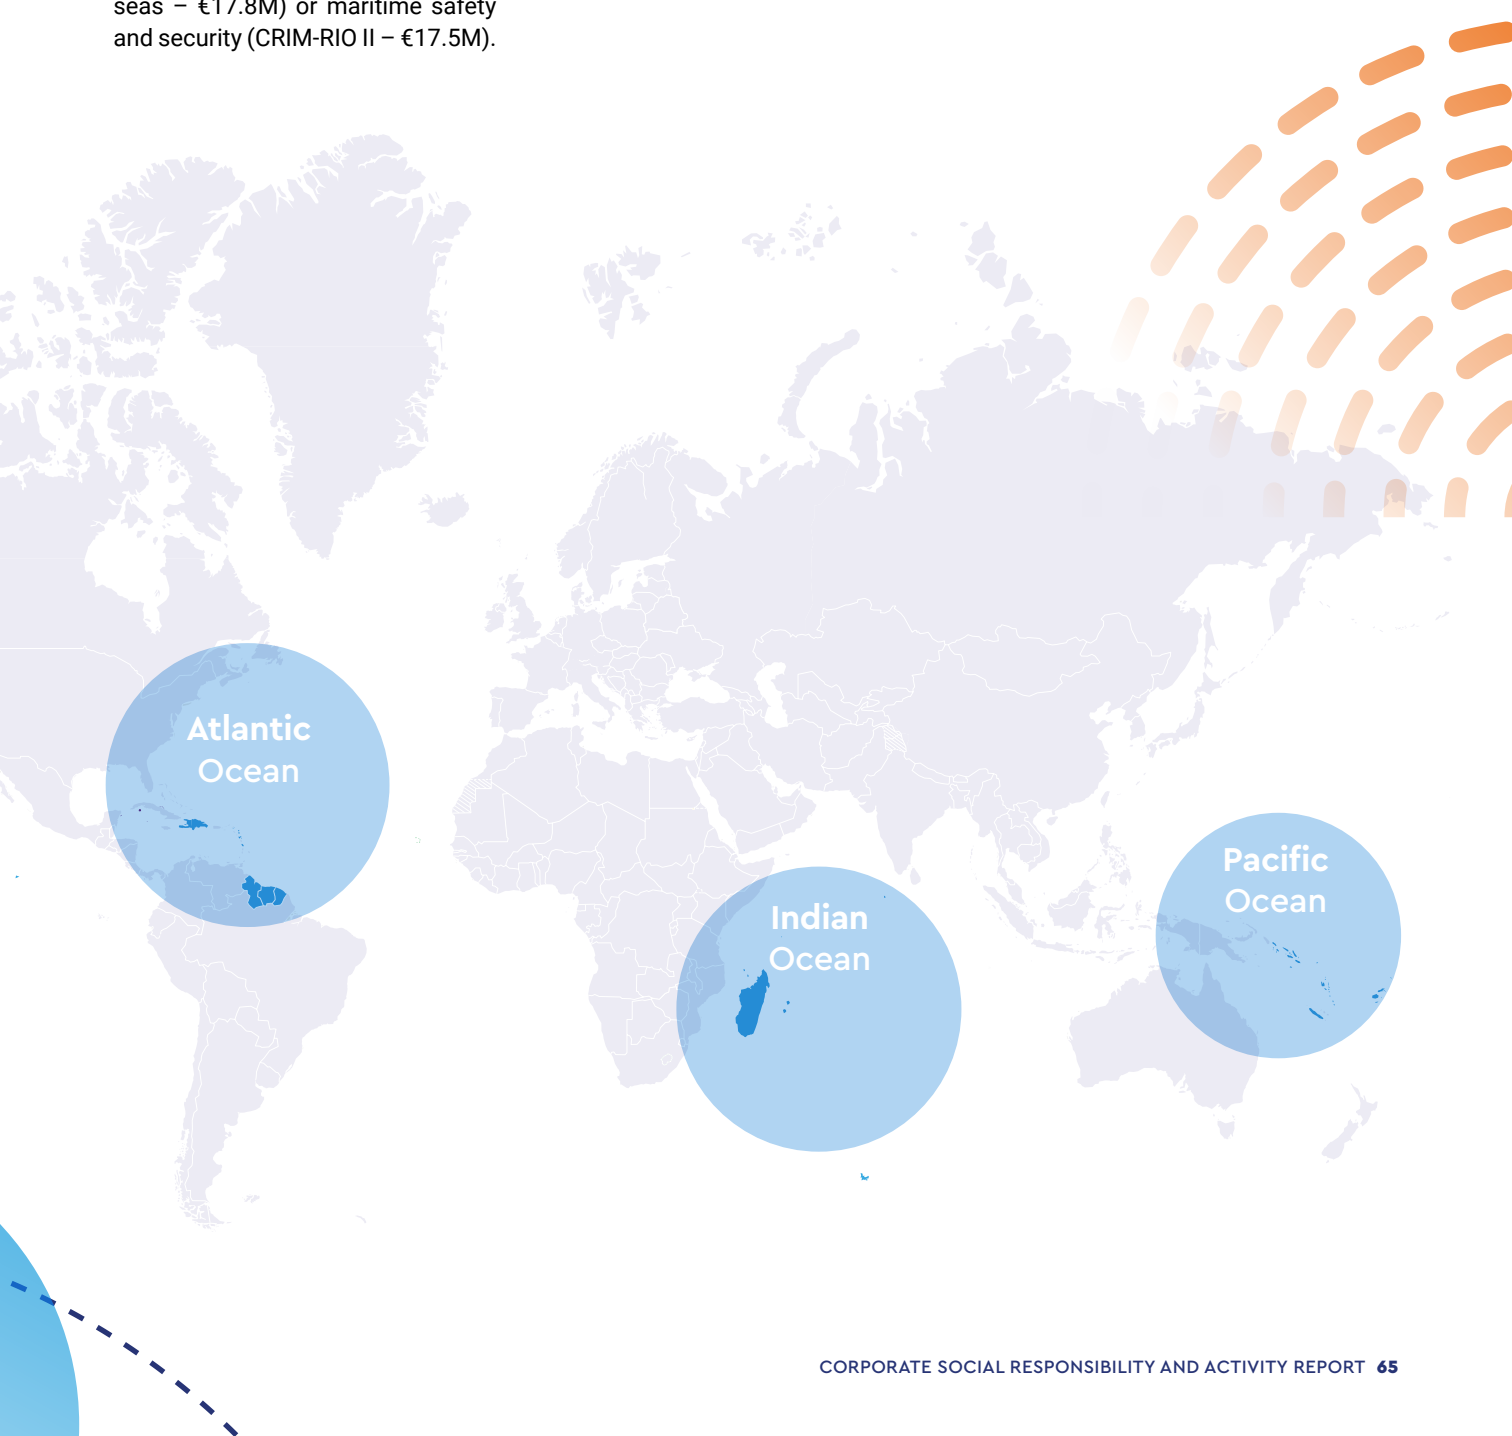 seas – €17.8M) or maritime safety
and security (CRIM-RIO II – €17.5M).
Atlantic
Ocean
Pacific
Ocean
Indian
Ocean
CORPORATE SOCIAL RESPONSIBILITY AND ACTIVITY REPORT 65